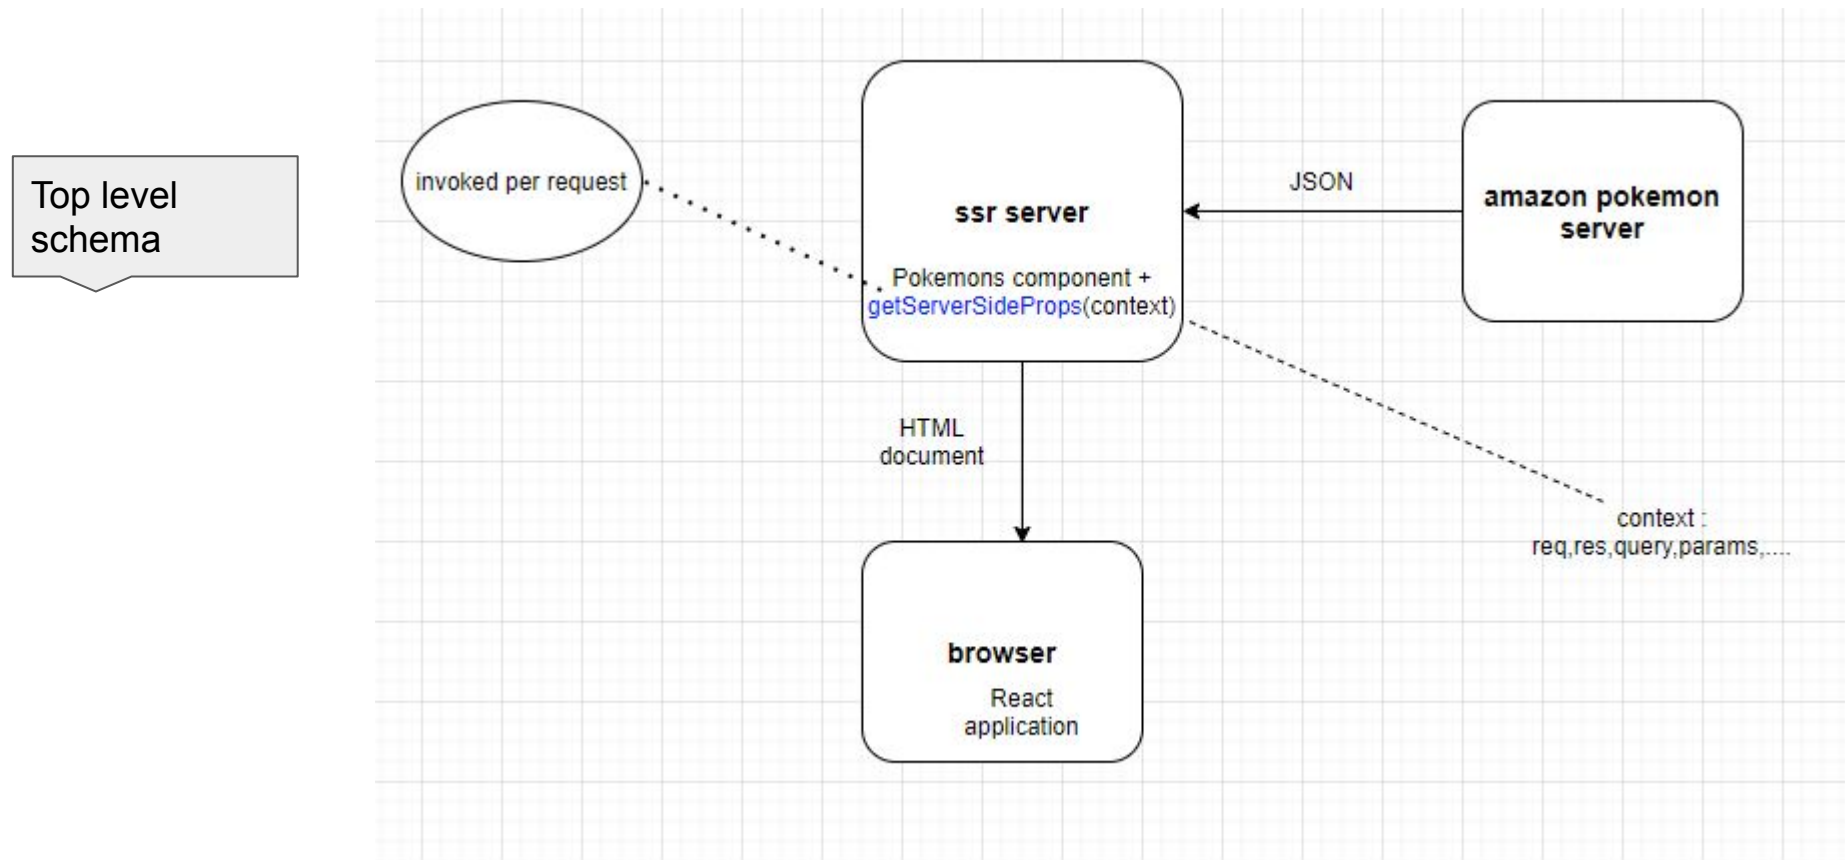 Top level
schema
invoked per request
ssr server
Pokemons component +
getServerSideProps(context)
JSON
amazon pokemon
server
HTML
document
context :
req,res,query,params,....
browser
React
application